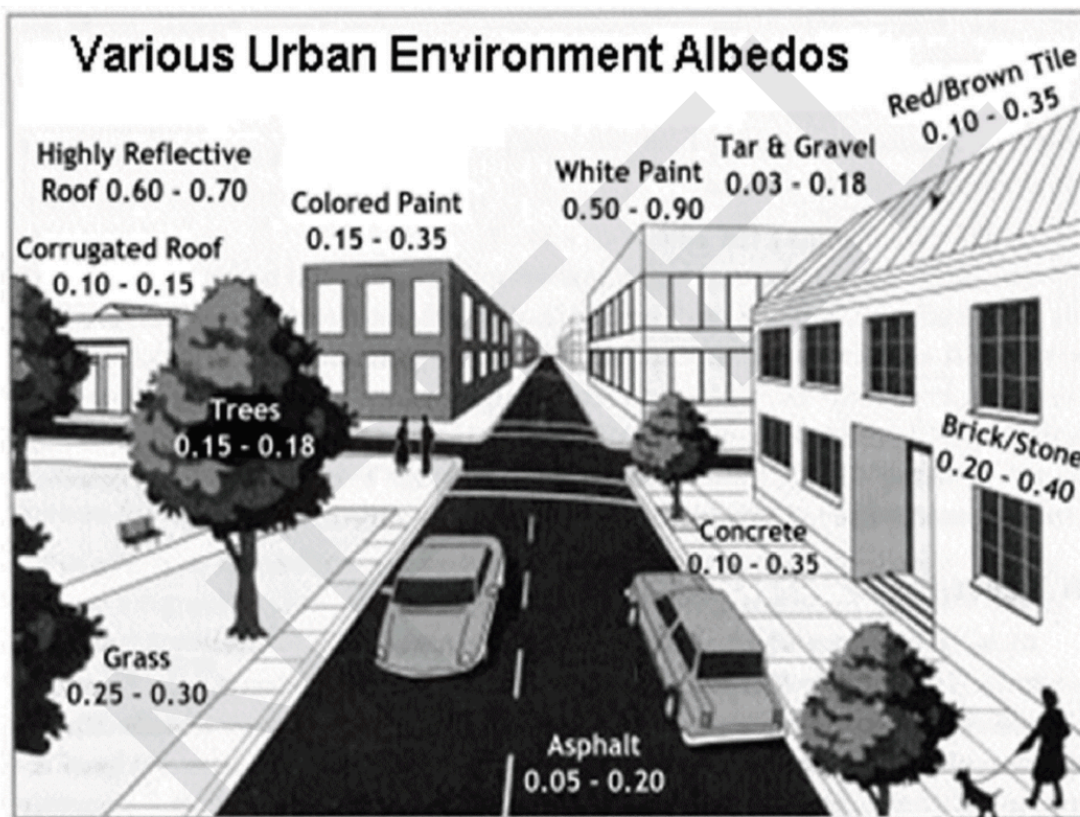 Various Urban Environment Albedos
Highly Reflective
Roof 0.60 - 0.70
Corrugated Roof
0.10 - 0.15
Colored Paint
0.15 - 0.35
White Paint
0.50 - 0.90
Tar & Gravel
0.03 - 0.18
Red/Brown Tile
0.10 - 0.35
Trees
0.15 - 0.18
Brick/Stone
0.20 - 0.40
Concrete
0.10 - 0.35
Grass
0.25 - 0.30
Asphalt
0.05 - 0.20